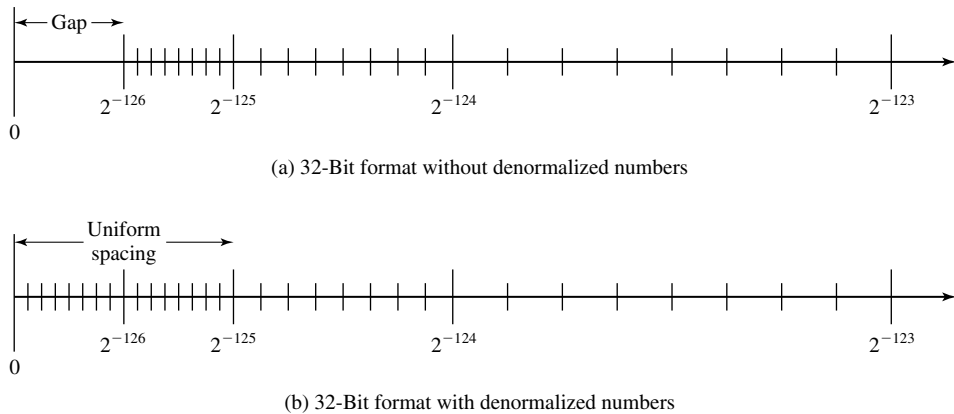 Gap
2⁻¹²⁶ 2⁻¹²⁵ 2⁻¹²⁴ 2⁻¹²³
0
(a) 32-Bit format without denormalized numbers
Uniform
spacing
2⁻¹²⁶ 2⁻¹²⁵ 2⁻¹²⁴ 2⁻¹²³
0
(b) 32-Bit format with denormalized numbers